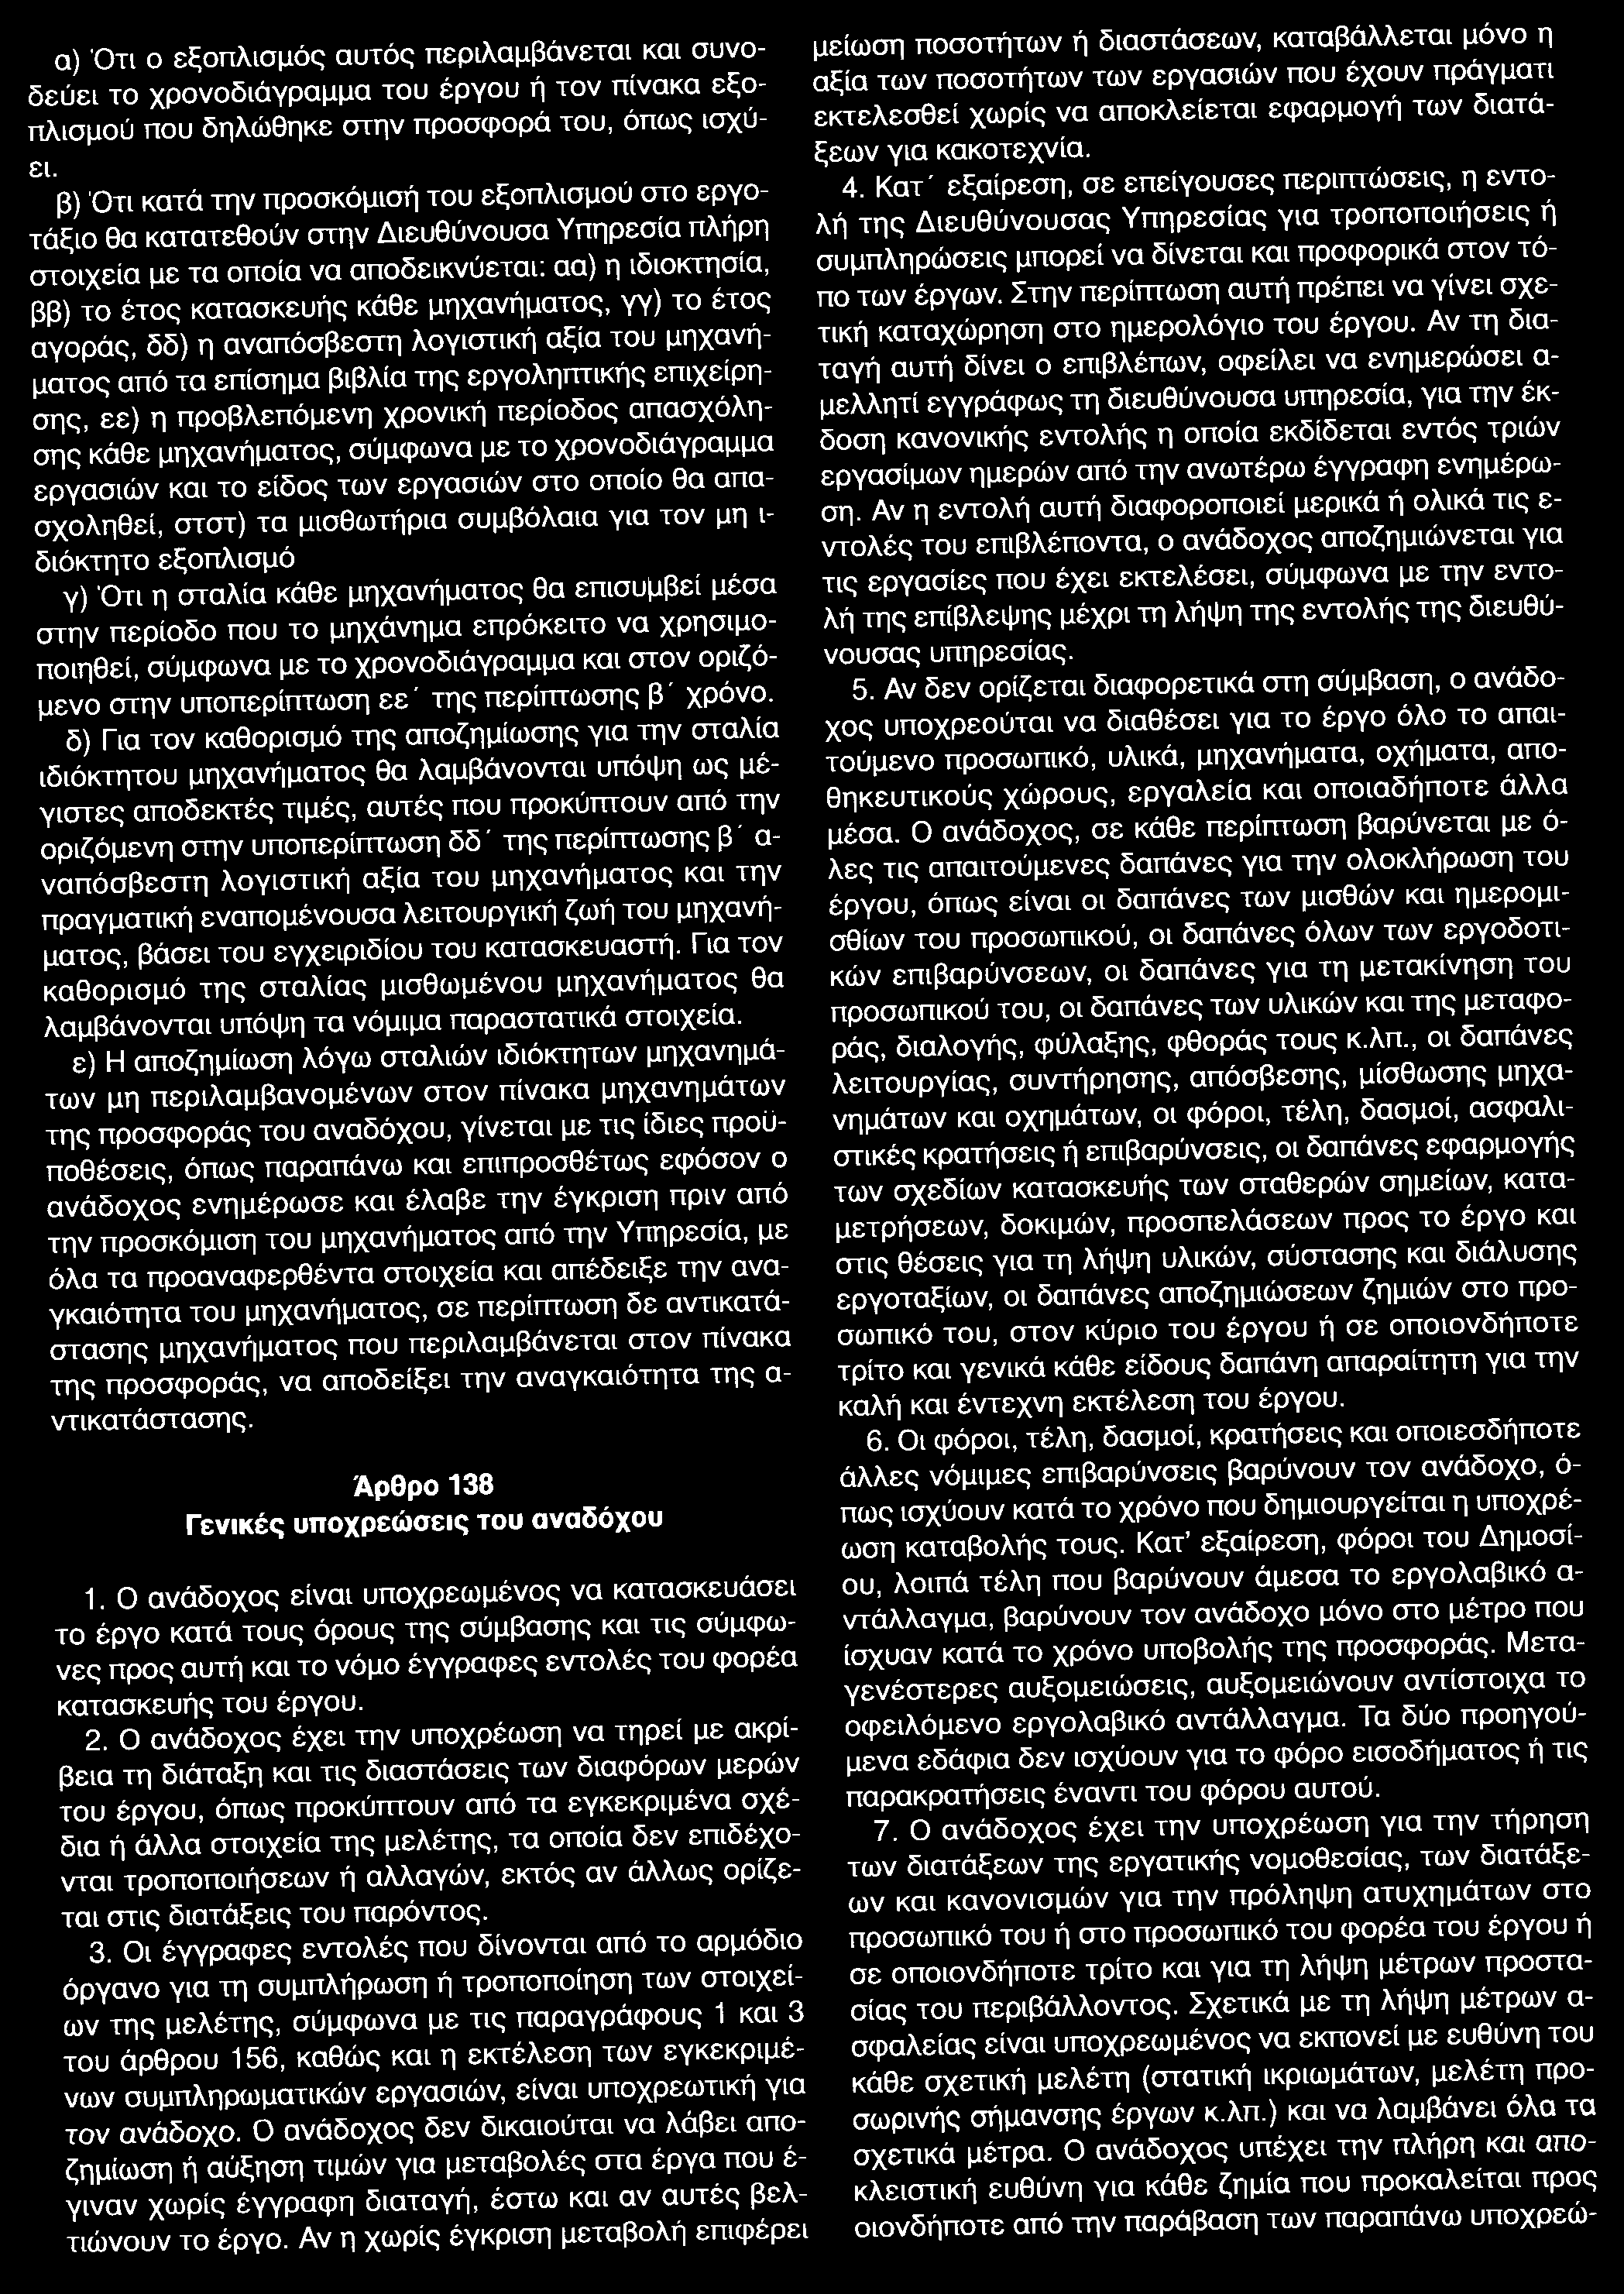 α) Ότι ο εξοπλισμός αυτός περιλαμβάνεται και συνο-
δεύει το χρονοδιάγραμμα του έργου ή τον πίνακα εξο-
πλισμού που δηλώθηκε στην προσφορά του, όπως ισχύ-
ει.
β) Ότι κατά την προσκόμισή του εξοπλισμού στο εργο-
τάξιο θα κατατεθούν στην Διευθύνουσα Υπηρεσία πλήρη
στοιχεία με τα οποία να αποδεικνύεται: αα) η ιδιοκτησία,
ββ) το έτος κατασκευής κάθε μηχανήματος, γγ) το έτος
αγοράς, δδ) η αναπόσβεστη λογιστική αξία του μηχανή-
ματος από τα επίσημα βιβλία της εργοληπτικής επιχείρη-
σης, εε) η προβλεπόμενη χρονική περίοδος απασχόλη-
σης κάθε μηχανήματος, σύμφωνα με το χρονοδιάγραμμα
εργασιών και το είδος των εργασιών στο οποίο θα απα-
σχοληθεί, στστ) τα μισθωτήρια συμβόλαια για τον μη ι-
διόκτητο εξοπλισμό
γ) Ότι η σταλία κάθε μηχανήματος θα επισυμβεί μέσα
στην περίοδο που το μηχάνημα επρόκειτο να χρησιμο-
ποιηθεί, σύμφωνα με το χρονοδιάγραμμα και στον οριζό-
μενο στην υποπερίπτωση εε΄ της περίπτωσης β΄ χρόνο.
δ) Για τον καθορισμό της αποζημίωσης για την σταλία
ιδιόκτητου μηχανήματος θα λαμβάνονται υπόψη ως μέ-
γιστες αποδεκτές τιμές, αυτές που προκύπτουν από την
οριζόμενη στην υποπερίπτωση δδ΄ της περίπτωσης β΄ α-
ναπόσβεστη λογιστική αξία του μηχανήματος και την
πραγματική εναπομένουσα λειτουργική ζωή του μηχανή-
ματος, βάσει του εγχειριδίου του κατασκευαστή. Για τον
καθορισμό της σταλίας μισθωμένου μηχανήματος θα
λαμβάνονται υπόψη τα νόμιμα παραστατικά στοιχεία.
ε) Η αποζημίωση λόγω σταλιών ιδιόκτητων μηχανημά-
των μη περιλαμβανομένων στον πίνακα μηχανημάτων
της προσφοράς του αναδόχου, γίνεται με τις ίδιες προϋ-
ποθέσεις, όπως παραπάνω και επιπροσθέτως εφόσον ο
ανάδοχος ενημέρωσε και έλαβε την έγκριση πριν από
την προσκόμιση του μηχανήματος από την Υπηρεσία, με
όλα τα προαναφερθέντα στοιχεία και απέδειξε την ανα-
γκαιότητα του μηχανήματος, σε περίπτωση δε αντικατά-
στασης μηχανήματος που περιλαμβάνεται στον πίνακα
της προσφοράς, να αποδείξει την αναγκαιότητα της α-
ντικατάστασης.
Άρθρο 138
Γενικές υποχρεώσεις του αναδόχου
1. Ο ανάδοχος είναι υποχρεωμένος να κατασκευάσει
το έργο κατά τους όρους της σύμβασης και τις σύμφω-
νες προς αυτή και το νόμο έγγραφες εντολές του φορέα
κατασκευής του έργου.
2. Ο ανάδοχος έχει την υποχρέωση να τηρεί με ακρί-
βεια τη διάταξη και τις διαστάσεις των διαφόρων μερών
του έργου, όπως προκύπτουν από τα εγκεκριμένα σχέ-
δια ή άλλα στοιχεία της μελέτης, τα οποία δεν επιδέχο-
νται τροποποιήσεων ή αλλαγών, εκτός αν άλλως ορίζε-
ται στις διατάξεις του παρόντος.
3. Οι έγγραφες εντολές που δίνονται από το αρμόδιο
όργανο για τη συμπλήρωση ή τροποποίηση των στοιχεί-
ων της μελέτης, σύμφωνα με τις παραγράφους 1 και 3
του άρθρου 156, καθώς και η εκτέλεση των εγκεκριμέ-
νων συμπληρωματικών εργασιών, είναι υποχρεωτική για
τον ανάδοχο. Ο ανάδοχος δεν δικαιούται να λάβει απο-
ζημίωση ή αύξηση τιμών για μεταβολές στα έργα που έ-
γιναν χωρίς έγγραφη διαταγή, έστω και αν αυτές βελ-
τιώνουν το έργο. Αν η χωρίς έγκριση μεταβολή επιφέρει
μείωση ποσοτήτων ή διαστάσεων, καταβάλλεται μόνο η
αξία των ποσοτήτων των εργασιών που έχουν πράγματι
εκτελεσθεί χωρίς να αποκλείεται εφαρμογή των διατά-
ξεων για κακοτεχνία.
4. Κατ΄ εξαίρεση, σε επείγουσες περιπτώσεις, η εντο-
λή της Διευθύνουσας Υπηρεσίας για τροποποιήσεις ή
συμπληρώσεις μπορεί να δίνεται και προφορικά στον τό-
πο των έργων. Στην περίπτωση αυτή πρέπει να γίνει σχε-
τική καταχώρηση στο ημερολόγιο του έργου. Αν τη δια-
ταγή αυτή δίνει ο επιβλέπων, οφείλει να ενημερώσει α-
μελλητί εγγράφως τη διευθύνουσα υπηρεσία, για την έκ-
δοση κανονικής εντολής η οποία εκδίδεται εντός τριών
εργασίμων ημερών από την ανωτέρω έγγραφη ενημέρω-
ση. Αν η εντολή αυτή διαφοροποιεί μερικά ή ολικά τις ε-
ντολές του επιβλέποντα, ο ανάδοχος αποζημιώνεται για
τις εργασίες που έχει εκτελέσει, σύμφωνα με την εντο-
λή της επίβλεψης μέχρι τη λήψη της εντολής της διευθύ-
νουσας υπηρεσίας.
5. Αν δεν ορίζεται διαφορετικά στη σύμβαση, ο ανάδο-
χος υποχρεούται να διαθέσει για το έργο όλο το απαι-
τούμενο προσωπικό, υλικά, μηχανήματα, οχήματα, απο-
θηκευτικούς χώρους, εργαλεία και οποιαδήποτε άλλα
μέσα. Ο ανάδοχος, σε κάθε περίπτωση βαρύνεται με ό-
λες τις απαιτούμενες δαπάνες για την ολοκλήρωση του
έργου, όπως είναι οι δαπάνες των μισθών και ημερομι-
σθίων του προσωπικού, οι δαπάνες όλων των εργοδοτι-
κών επιβαρύνσεων, οι δαπάνες για τη μετακίνηση του
προσωπικού του, οι δαπάνες των υλικών και της μεταφο-
ράς, διαλογής, φύλαξης, φθοράς τους κ.λπ., οι δαπάνες
λειτουργίας, συντήρησης, απόσβεσης, μίσθωσης μηχα-
νημάτων και οχημάτων, οι φόροι, τέλη, δασμοί, ασφαλι-
στικές κρατήσεις ή επιβαρύνσεις, οι δαπάνες εφαρμογής
των σχεδίων κατασκευής των σταθερών σημείων, κατα-
μετρήσεων, δοκιμών, προσπελάσεων προς το έργο και
στις θέσεις για τη λήψη υλικών, σύστασης και διάλυσης
εργοταξίων, οι δαπάνες αποζημιώσεων ζημιών στο προ-
σωπικό του, στον κύριο του έργου ή σε οποιονδήποτε
τρίτο και γενικά κάθε είδους δαπάνη απαραίτητη για την
καλή και έντεχνη εκτέλεση του έργου.
6. Οι φόροι, τέλη, δασμοί, κρατήσεις και οποιεσδήποτε
άλλες νόμιμες επιβαρύνσεις βαρύνουν τον ανάδοχο, ό-
πως ισχύουν κατά το χρόνο που δημιουργείται η υποχρέ-
ωση καταβολής τους. Κατ’ εξαίρεση, φόροι του Δημοσί-
ου, λοιπά τέλη που βαρύνουν άμεσα το εργολαβικό α-
ντάλλαγμα, βαρύνουν τον ανάδοχο μόνο στο μέτρο που
ίσχυαν κατά το χρόνο υποβολής της προσφοράς. Μετα-
γενέστερες αυξομειώσεις, αυξομειώνουν αντίστοιχα το
οφειλόμενο εργολαβικό αντάλλαγμα. Τα δύο προηγού-
μενα εδάφια δεν ισχύουν για το φόρο εισοδήματος ή τις
παρακρατήσεις έναντι του φόρου αυτού.
7. Ο ανάδοχος έχει την υποχρέωση για την τήρηση
των διατάξεων της εργατικής νομοθεσίας, των διατάξε-
ων και κανονισμών για την πρόληψη ατυχημάτων στο
προσωπικό του ή στο προσωπικό του φορέα του έργου ή
σε οποιονδήποτε τρίτο και για τη λήψη μέτρων προστα-
σίας του περιβάλλοντος. Σχετικά με τη λήψη μέτρων α-
σφαλείας είναι υποχρεωμένος να εκπονεί με ευθύνη του
κάθε σχετική μελέτη (στατική ικριωμάτων, μελέτη προ-
σωρινής σήμανσης έργων κ.λπ.) και να λαμβάνει όλα τα
σχετικά μέτρα. Ο ανάδοχος υπέχει την πλήρη και απο-
κλειστική ευθύνη για κάθε ζημία που προκαλείται προς
οιονδήποτε από την παράβαση των παραπάνω υποχρεώ-